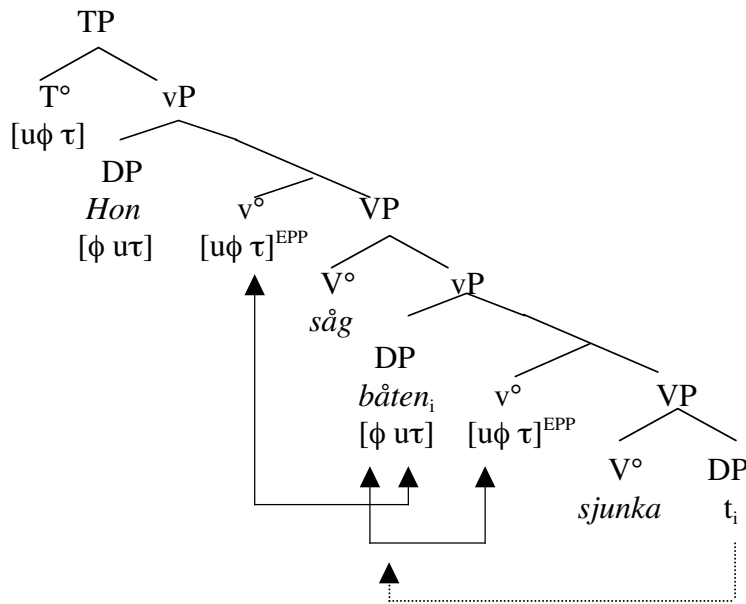 TP
T° vP
[uϕ τ]
DP
Hon v° VP
[ϕ uτ] [uϕ τ]EPP
V° vP
såg
DP
båteni v° VP
[ϕ uτ] [uϕ τ]EPP
V° DP
sjunka ti